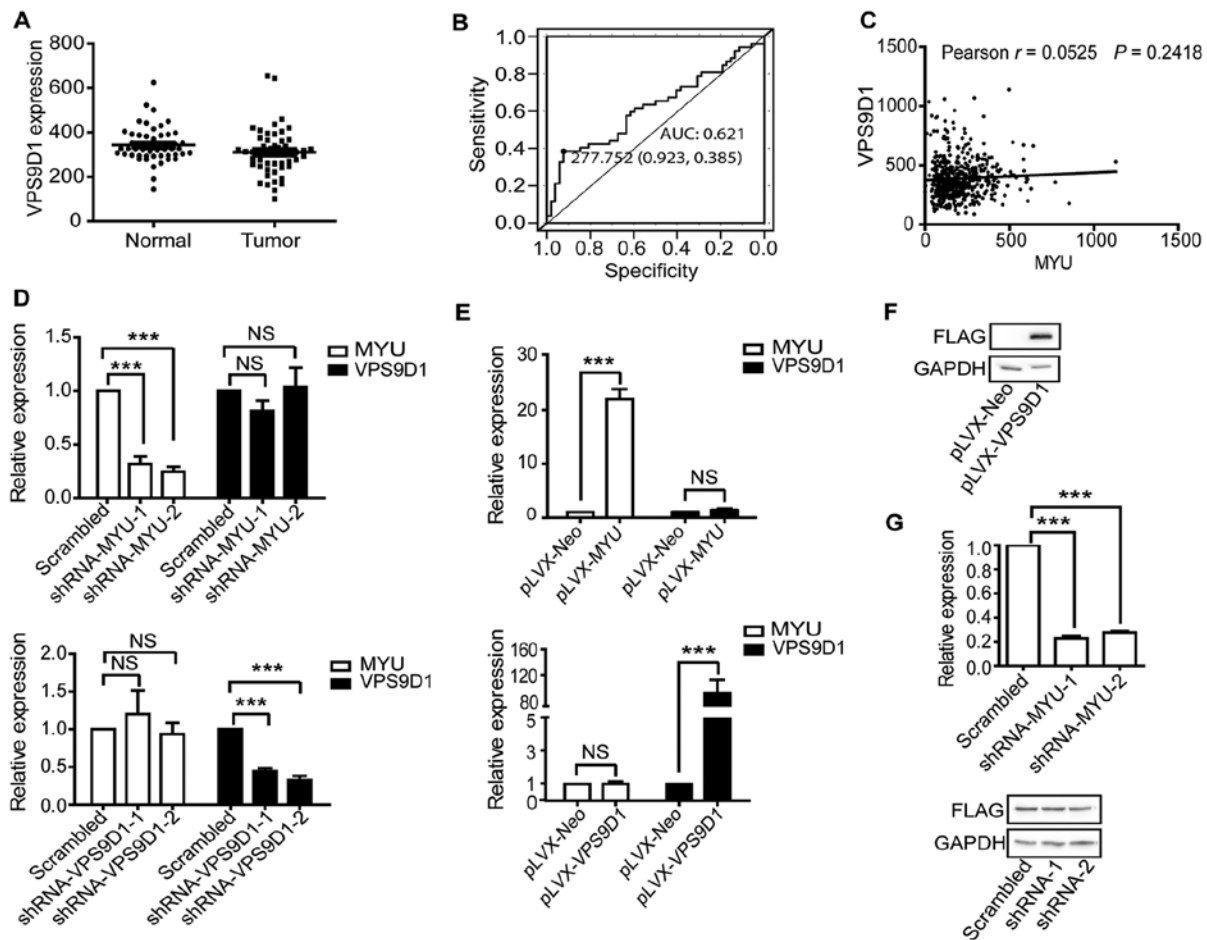 A
VPS9D1 expression
800
600
400
200
0
Normal
Tumor
B
Sensitivity
1.0
0.8
0.6
0.4
0.2
0.0
AUC: 0.621
277.752 (0.923, 0.385)
1.0 0.8 0.6 0.4 0.2 0.0
Specificity
C
Pearson r = 0.0525 P = 0.2418
VPS9D1
1500
1000
500
0
0 500 1000 1500
MYU
D
Relative expression
1.5
1.0
0.5
0.0
***
***
NS
NS
MYU
VPS9D1
Scrambled
shRNA-MYU-1
shRNA-MYU-2
Scrambled
shRNA-MYU-1
shRNA-MYU-2
Relative expression
2.0
1.5
1.0
0.5
0.0
NS
NS
***
***
MYU
VPS9D1
Scrambled
shRNA-VPS9D1-1
shRNA-VPS9D1-2
Scrambled
shRNA-VPS9D1-1
shRNA-VPS9D1-2
E
Relative expression
30
20
10
0
***
NS
MYU
VPS9D1
pLVX-Neo
pLVX-MYU
pLVX-Neo
pLVX-MYU
Relative expression
160
120
80
5
4
3
2
1
0
NS
***
MYU
VPS9D1
pLVX-Neo
pLVX-VPS9D1
pLVX-Neo
pLVX-VPS9D1
F
FLAG
GAPDH
pLVX-Neo
pLVX-VPS9D1
G
Relative expression
1.0
0.8
0.6
0.4
0.2
0.0
***
***
Scrambled
shRNA-MYU-1
shRNA-MYU-2
FLAG
GAPDH
Scrambled
shRNA-1
shRNA-2